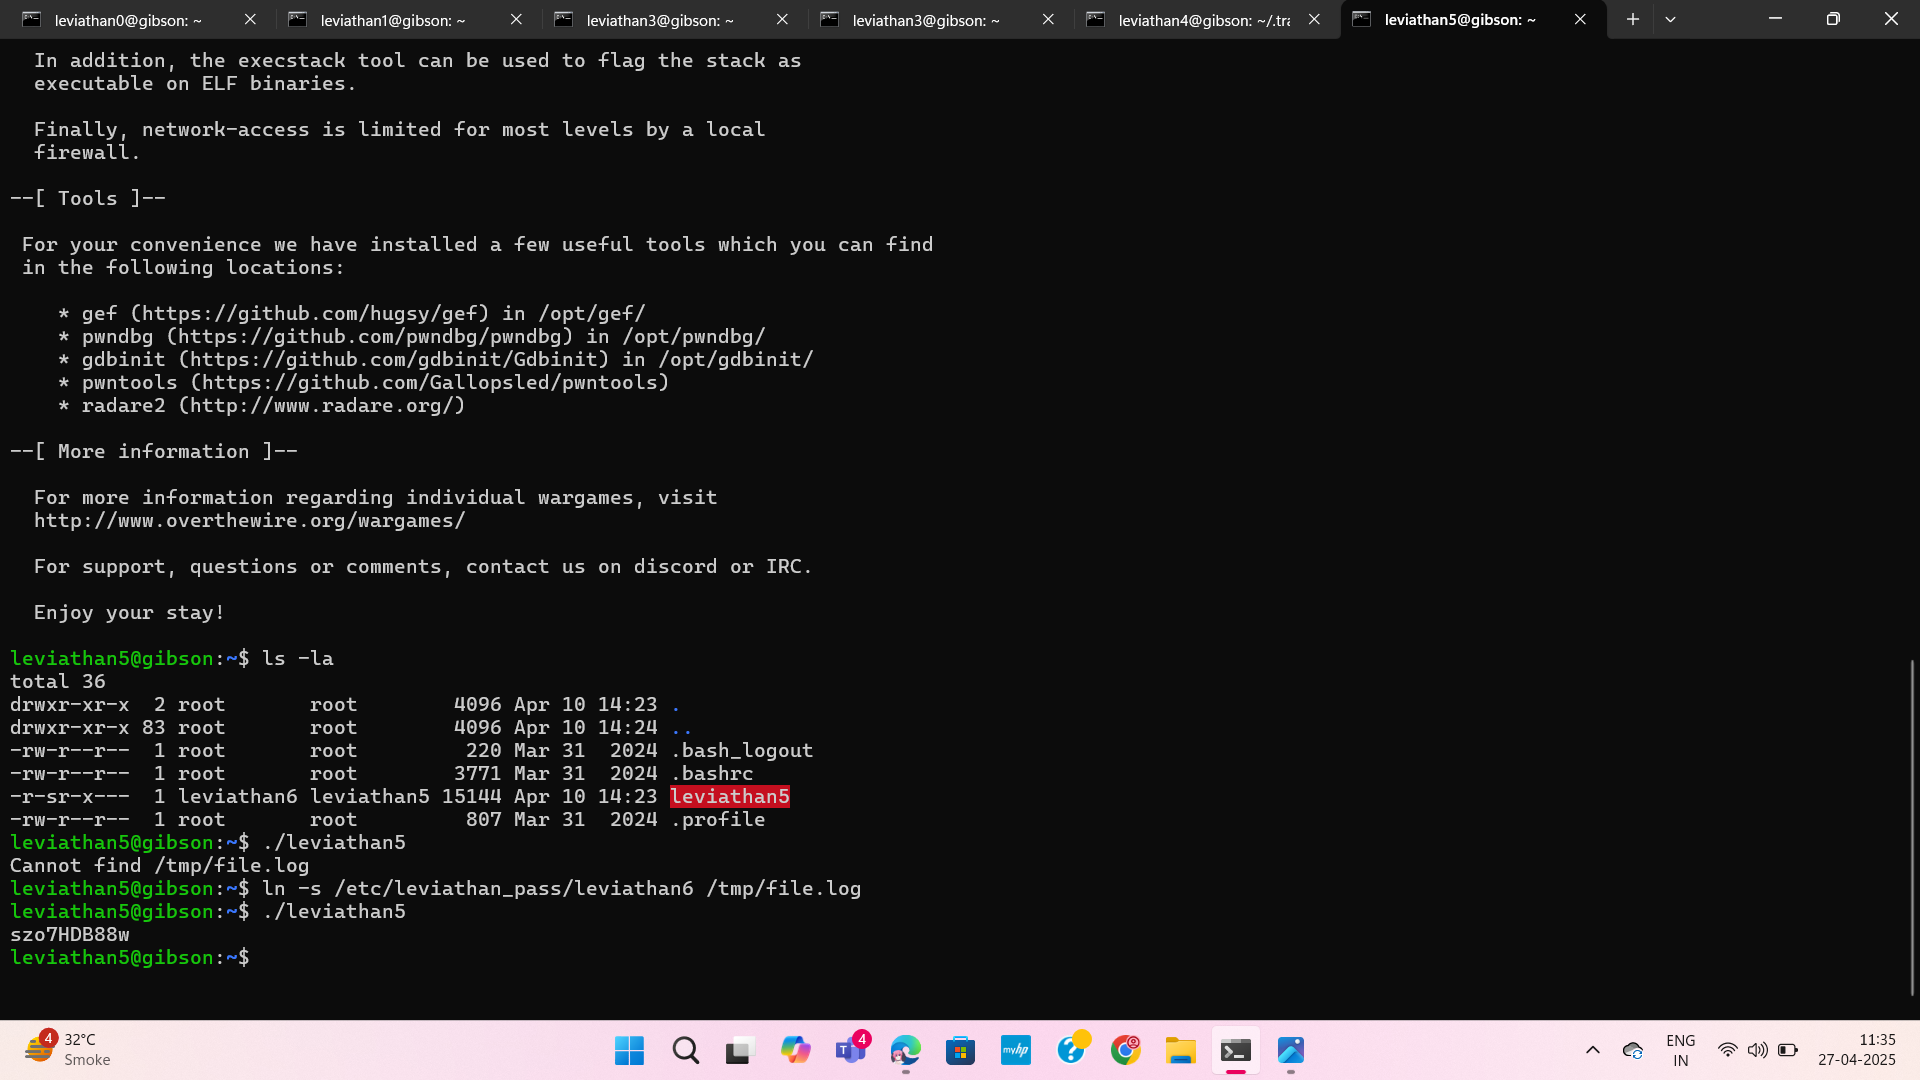 leviathan0@gibson: ~
leviathan1@gibson: ~
leviathan3@gibson: ~
leviathan3@gibson: ~
leviathan4@gibson: ~/.tra
leviathan5@gibson: ~
In addition, the execstack tool can be used to flag the stack as
executable on ELF binaries.
Finally, network-access is limited for most levels by a local
firewall.
--[ Tools ]--
For your convenience we have installed a few useful tools which you can find
in the following locations:
* gef (https://github.com/hugsy/gef) in /opt/gef/
* pwndbg (https://github.com/pwndbg/pwndbg) in /opt/pwndbg/
* gdbinit (https://github.com/gdbinit/Gdbinit) in /opt/gdbinit/
* pwntools (https://github.com/Gallopsled/pwntools)
* radare2 (http://www.radare.org/)
--[ More information ]--
For more information regarding individual wargames, visit
http://www.overthewire.org/wargames/
For support, questions or comments, contact us on discord or IRC.
Enjoy your stay!
leviathan5@gibson:~$ ls -la
total 36
drwxr-xr-x  2 root       root        4096 Apr 10 14:23 .
drwxr-xr-x 83 root       root        4096 Apr 10 14:24 ..
-rw-r--r--  1 root       root         220 Mar 31  2024 .bash_logout
-rw-r--r--  1 root       root        3771 Mar 31  2024 .bashrc
-r-sr-x---  1 leviathan6 leviathan5 15144 Apr 10 14:23 leviathan5
-rw-r--r--  1 root       root         807 Mar 31  2024 .profile
leviathan5@gibson:~$ ./leviathan5
Cannot find /tmp/file.log
leviathan5@gibson:~$ ln -s /etc/leviathan_pass/leviathan6 /tmp/file.log
leviathan5@gibson:~$ ./leviathan5
szo7HDB88w
leviathan5@gibson:~$
4
32°C
Smoke
4
myhp
ENG
IN
11:35
27-04-2025